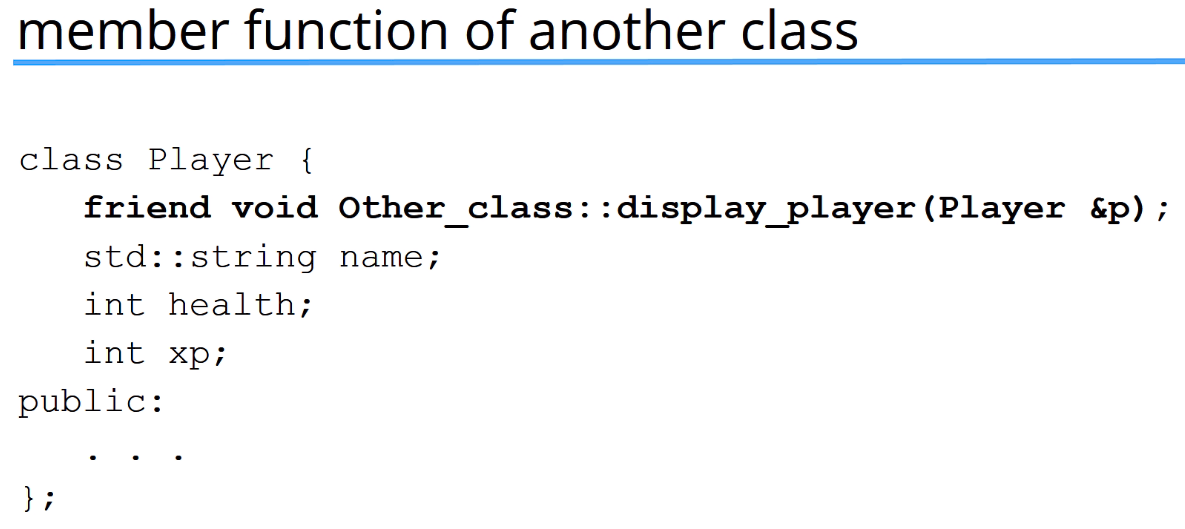 member function of another class
class Player {
friend void Other_class::display_player(Player &p);
std::string name;
int health;
int xp;
public:
. . .
};